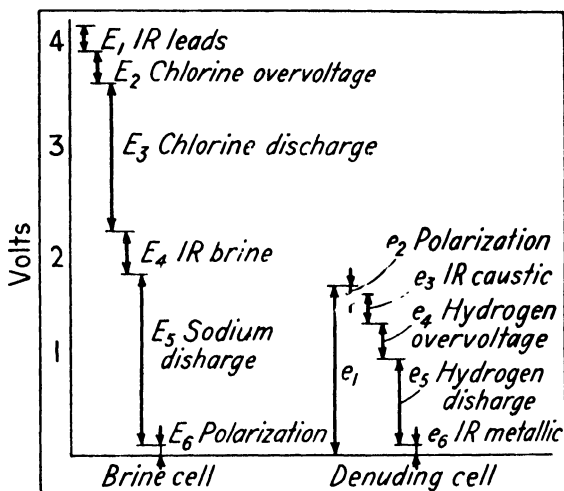 Volts
4
3
2
1
E1 IR leads
E2 Chlorine overvoltage
E3 Chlorine discharge
E4 IR brine
E5 Sodium
disharge
E6 Polarization
Brine cell
e1
e2 Polarization
e3 IR caustic
e4 Hydrogen
overvoltage
e5 Hydrogen
disharge
e6 IR metallic
Denuding cell